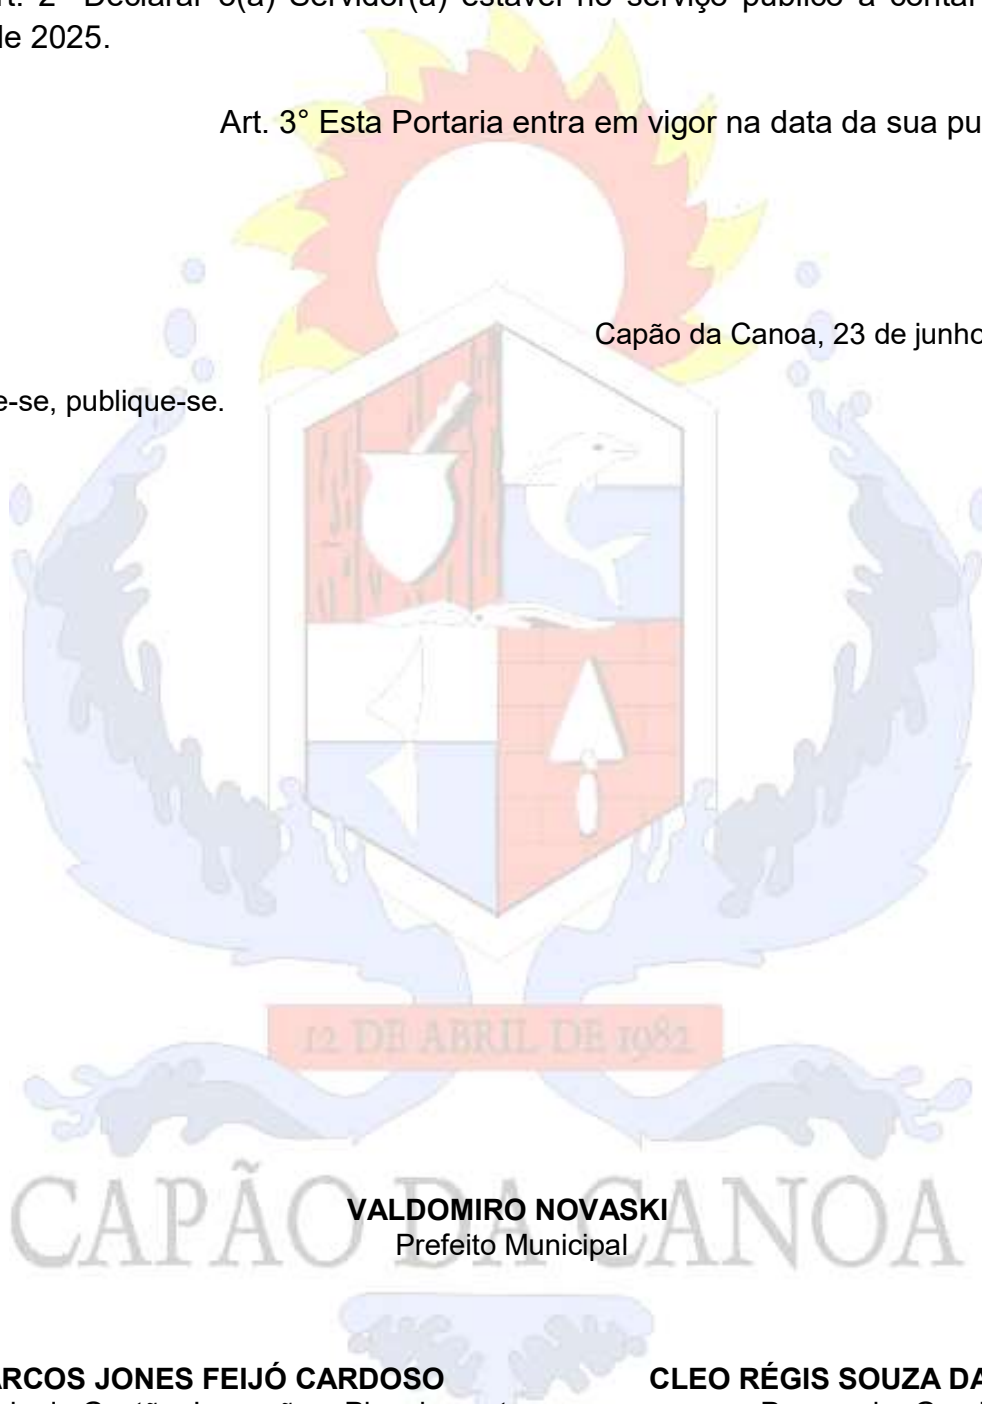 Art. 2° Declarar o(a) Servidor(a) estável no serviço público a contar
de 2025.
Art. 3° Esta Portaria entra em vigor na data da sua pu
Capão da Canoa, 23 de junho
e-se, publique-se.
12 DE ABRIL DE 1982
CAPÃO DA CANOA
VALDOMIRO NOVASKI
Prefeito Municipal
ARCOS JONES FEIJÓ CARDOSO
CLEO RÉGIS SOUZA DA